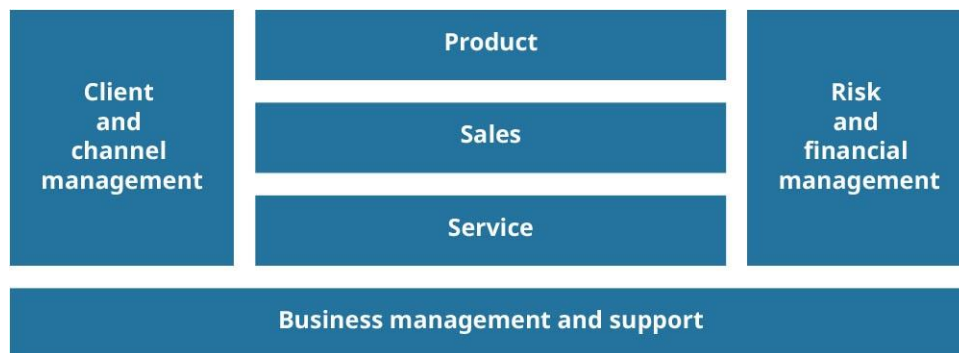 Client
and
channel
management
Product
Sales
Service
Risk
and
financial
management
Business management and support